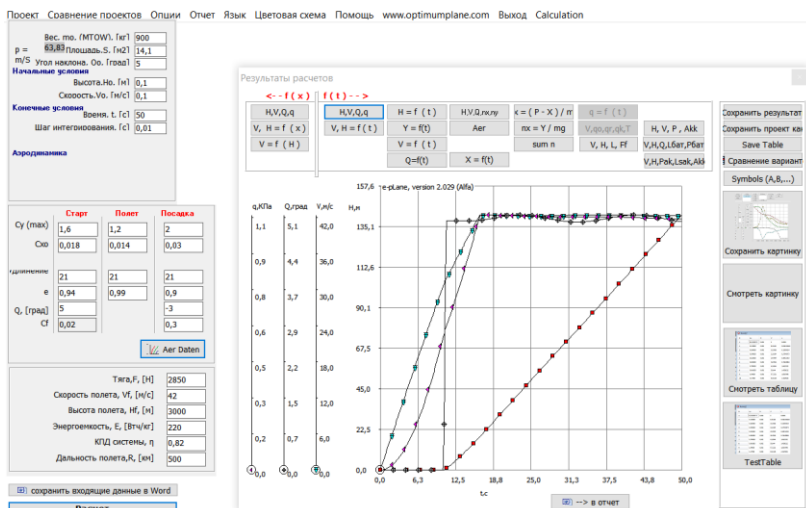 Проект Сравнение проектов Опции Отчет Язык Цветовая схема Помощь www.optimumplane.com Выход Calculation
Вес. mo. (MTOW). [кг] 900
p = 63,83 Площадь.S. [м2] 14,1
m/S Угол наклона. Qo. [град] 5
Начальные условия
Высота.Ho. [м] 0,1
Скорость.Vo. [м/с] 0,1
Конечные условия
Время. t. [с] 50
Шаг интегрирования. [с] 0,01
Аэродинамика
Старт Полет Посадка
Cy (max) 1,6 1,2 2
Cxo 0,018 0,014 0,03
21 21 21
e 0,94 0,99 0,9
Q, [град] 5 -3
Cf 0,02 0,3
Aer Daten
Тяга,F, [Н] 2850
Скорость полета, Vf, [м/с] 42
Высота полета, Hf, [м] 3000
Энергоемкость, E, [Втч/кг] 220
КПД системы, η 0,82
Дальность полета,R, [км] 500
сохранить входящие данные в Word
Расчет
Результаты расчетов
<-- f ( x ) f ( t ) -->
H,V,Q,q H,V,Q,q H = f ( t ) H,V,Q,nx,ny x = ( P - X ) / m q = f ( t )
V, H = f ( x ) V, H = f ( t ) Y = f(t) Aer nx = Y / mg V,qo,qr,qk,T H, V, P , Akk
V = f ( H ) V = f ( t ) sum n V, H, L, Ff V,H,Q,Lбат,Pбат
Q=f(t) X = f(t) V,H,Pak,Lsak,Akk
157,6 e-pLane, version 2.029 (Alfa)
q,КПа Q,град V,м/с H,м
1,1 5,1 42,0 135,1
0,9 4,4 36,0 112,6
0,8 3,7 30,0 90,1
0,6 2,9 24,0 67,5
0,5 2,2 18,0 45,0
0,3 1,5 12,0 22,5
0,2 0,7 6,0
0,0 0,0 0,0 0,0
0,0 6,3 12,5 18,8 25,0 31,3 37,5 43,8 50,0
t.c
--> в отчет
Сохранить результат
Сохранить проект как
Save Table
Сравнение вариант
Symbols (A,B,...)
Сохранить картинку
Смотреть картинку
Смотреть таблицу
TestTable